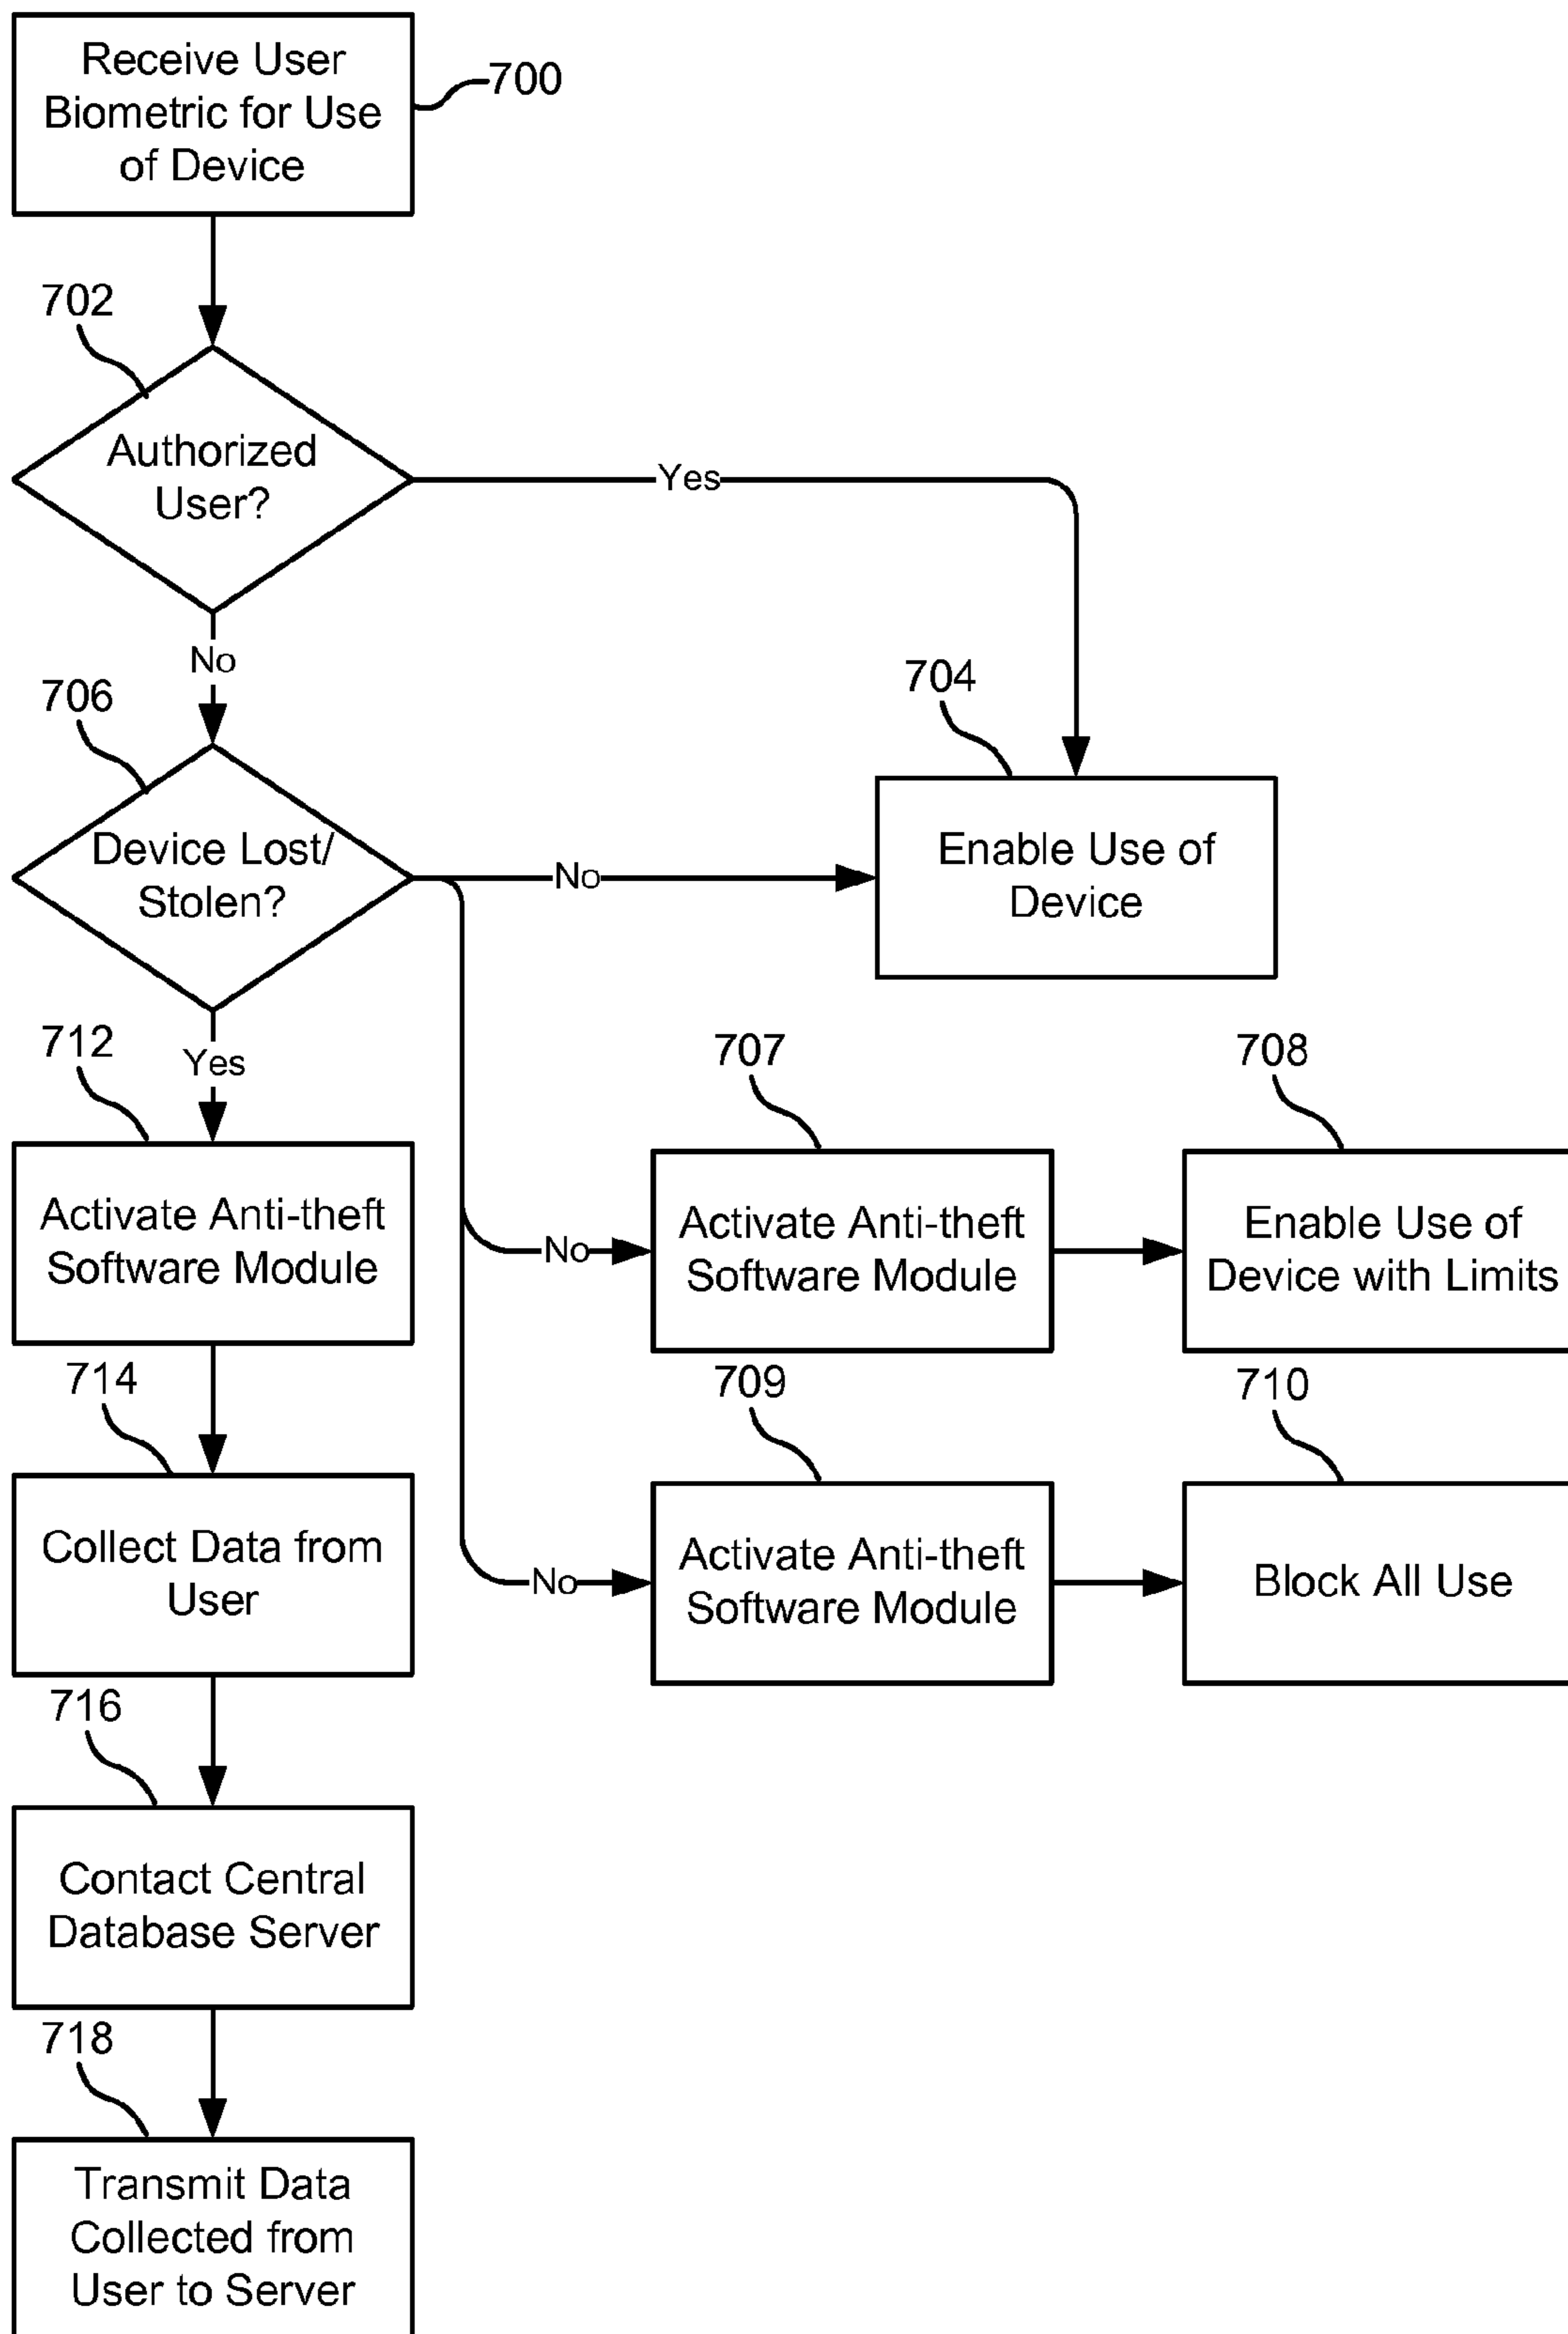 Receive User
Biometric for Use
of Device
700
702
Authorized
User?
Yes
No
704
706
Device Lost/
Stolen?
No
Enable Use of
Device
Yes
712
707
708
Activate Anti-theft
Software Module
No
Activate Anti-theft
Software Module
Enable Use of
Device with Limits
714
709
710
Collect Data from
User
No
Activate Anti-theft
Software Module
Block All Use
716
Contact Central
Database Server
718
Transmit Data
Collected from
User to Server